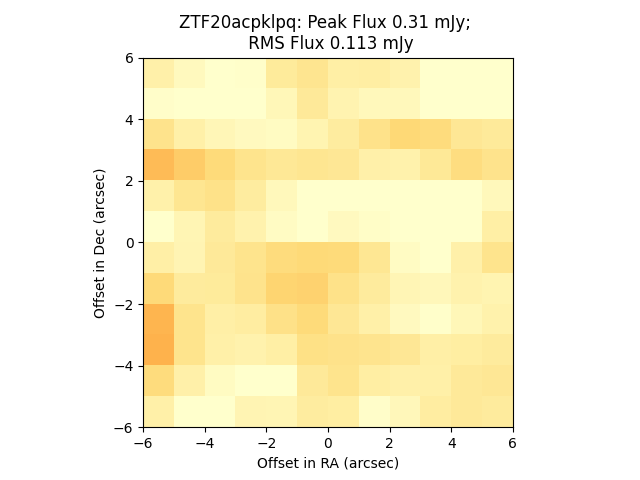 ZTF20acpklpq: Peak Flux 0.31 mJy;
RMS Flux 0.113 mJy
6
4
2
0
−2
−4
−6
Offset in Dec (arcsec)
−6 −4 −2 0 2 4 6
Offset in RA (arcsec)